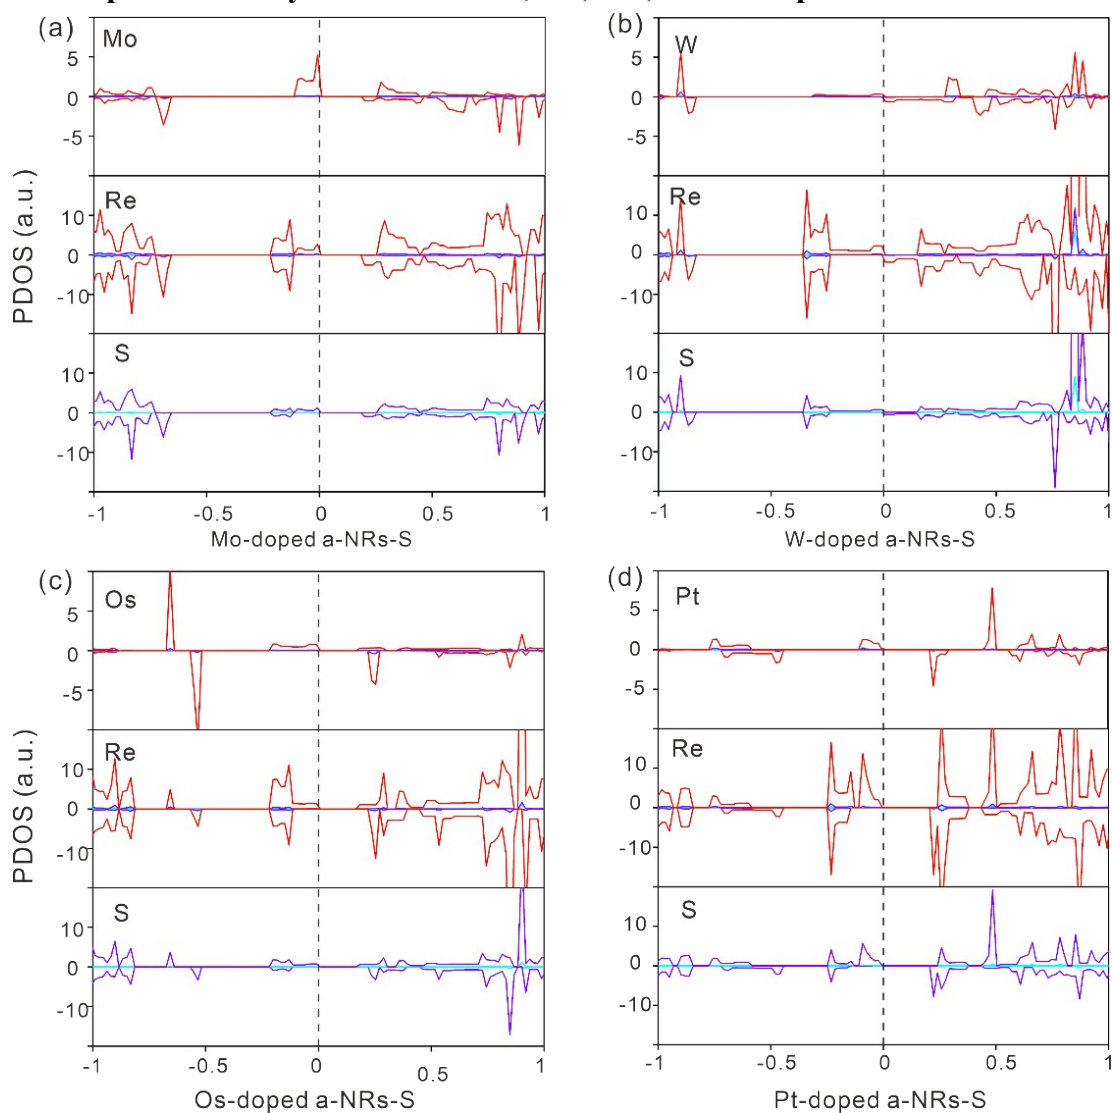 (a)
Mo
5
0
-5
Re
10
0
-10
S
10
0
-10
PDOS (a.u.)
-1 -0.5 0 0.5 1
Mo-doped a-NRs-S
(b)
W
5
0
-5
Re
10
0
-10
S
10
0
-10
-1 -0.5 0 0.5 1
W-doped a-NRs-S
(c)
Os
5
0
-5
Re
10
0
-10
S
10
0
-10
PDOS (a.u.)
-1 -0.5 0 0.5 1
Os-doped a-NRs-S
(d)
Pt
5
0
-5
Re
10
0
-10
S
10
0
-10
-1 -0.5 0 0.5 1
Pt-doped a-NRs-S